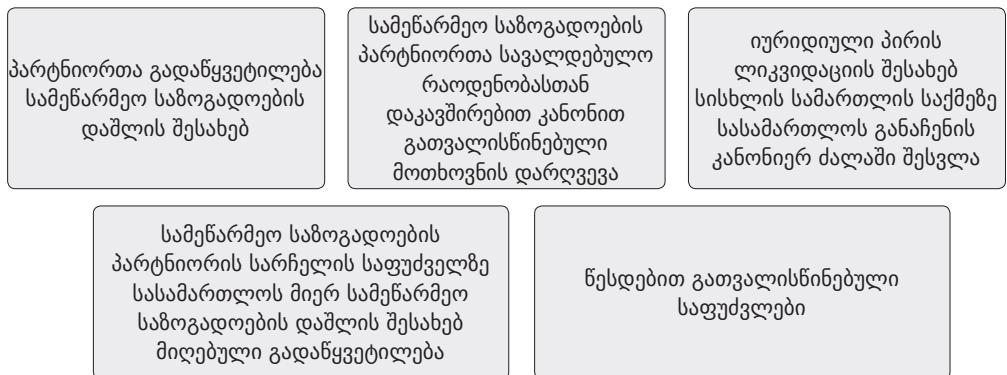 პარტნიორთა გადაწყვეტილება
სამეწარმეო საზოგადოების
დაშლის შესახებ
სამეწარმეო საზოგადოების
პარტნიორთა სავალდებულო
რაოდენობასთან
დაკავშირებით კანონით
გათვალისწინებული
მოთხოვნის დარღვევა
იურიდიული პირის
ლიკვიდაციის შესახებ
სისხლის სამართლის საქმეზე
სასამართლოს განაჩენის
კანონიერ ძალაში შესვლა
სამეწარმეო საზოგადოების
პარტნიორის სარჩელის საფუძველზე
სასამართლოს მიერ სამეწარმეო
საზოგადოების დაშლის შესახებ
მიღებული გადაწყვეტილება
წესდებით გათვალისწინებული
საფუძვლები